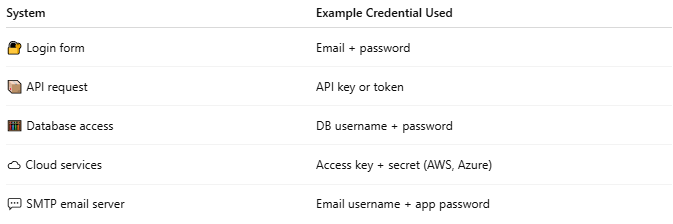 System Example Credential Used
Login form Email + password
API request API key or token
Database access DB username + password
Cloud services Access key + secret (AWS, Azure)
SMTP email server Email username + app password